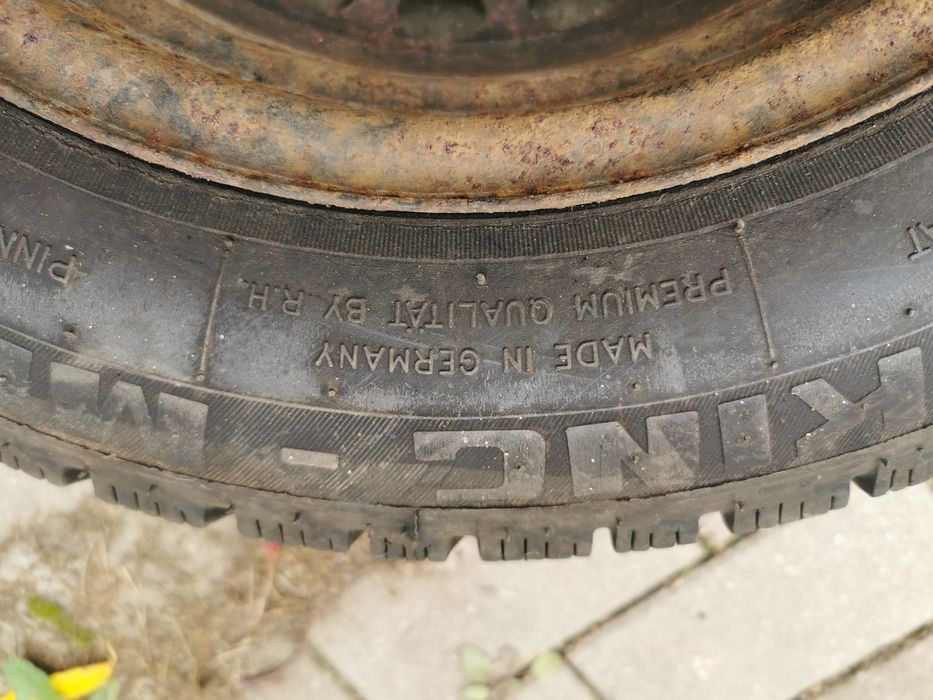 KING - M
MADE IN GERMANY
PREMIUM QUALITÄT BY R.H.